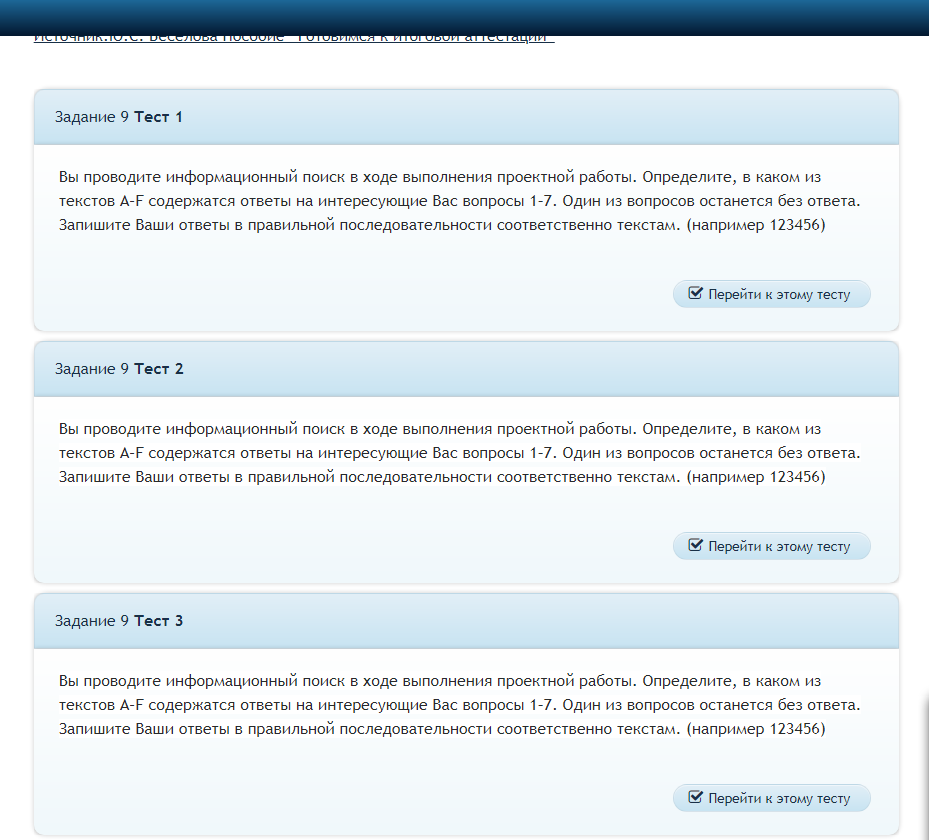 Источник.Ю.С. Веселова Пособие "Готовимся к итоговой аттестации"
Задание 9 Тест 1
Вы проводите информационный поиск в ходе выполнения проектной работы. Определите, в каком из
текстов A-F содержатся ответы на интересующие Вас вопросы 1-7. Один из вопросов останется без ответа.
Запишите Ваши ответы в правильной последовательности соответственно текстам. (например 123456)
Перейти к этому тесту
Задание 9 Тест 2
Вы проводите информационный поиск в ходе выполнения проектной работы. Определите, в каком из
текстов A-F содержатся ответы на интересующие Вас вопросы 1-7. Один из вопросов останется без ответа.
Запишите Ваши ответы в правильной последовательности соответственно текстам. (например 123456)
Перейти к этому тесту
Задание 9 Тест 3
Вы проводите информационный поиск в ходе выполнения проектной работы. Определите, в каком из
текстов A-F содержатся ответы на интересующие Вас вопросы 1-7. Один из вопросов останется без ответа.
Запишите Ваши ответы в правильной последовательности соответственно текстам. (например 123456)
Перейти к этому тесту